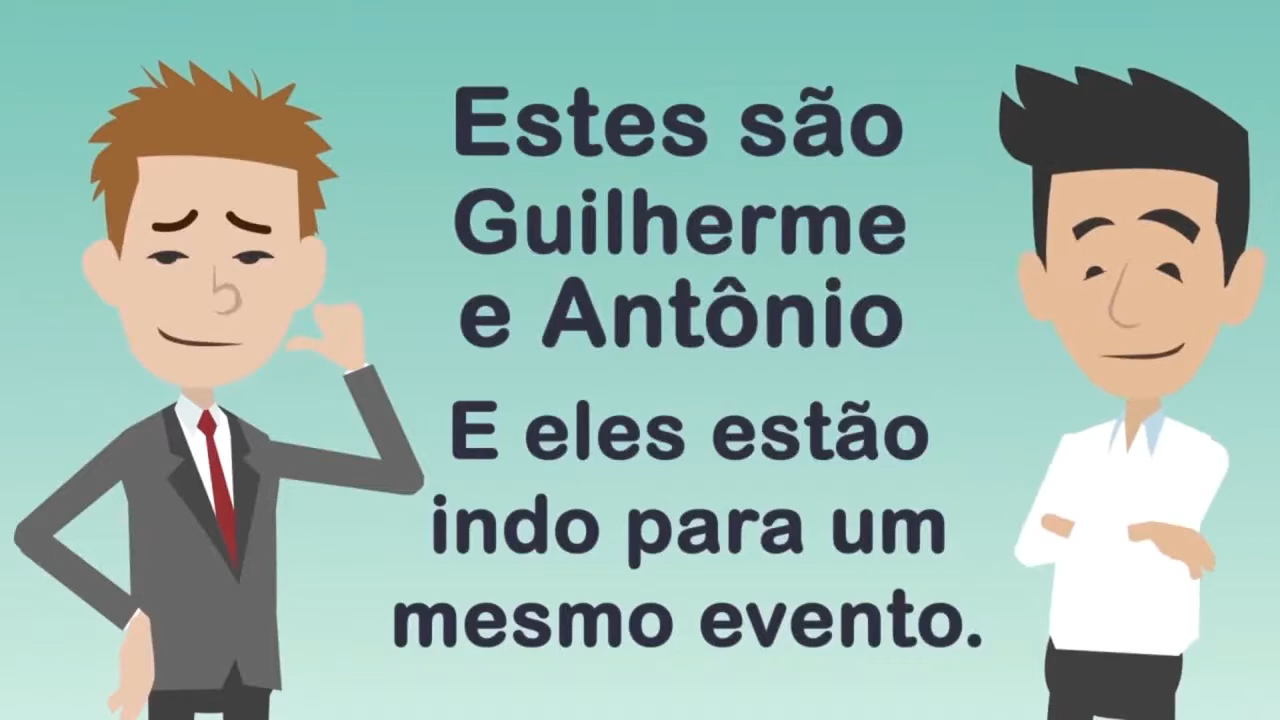 Estes são
Guilherme
e Antônio
E eles estão
indo para um
mesmo evento.